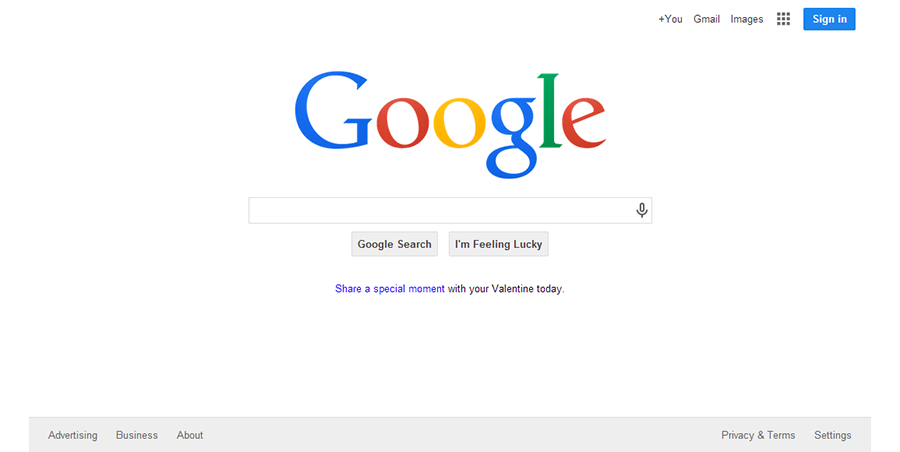 +You Gmail Images Sign in
Google
Google Search I'm Feeling Lucky
Share a special moment with your Valentine today.
Advertising Business About Privacy & Terms Settings